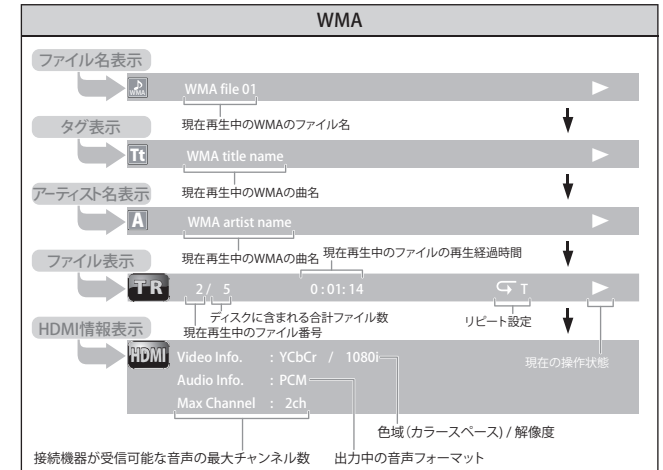 WMA
ファイル名表示
WMA
WMA file 01
現在再生中のWMAのファイル名
タグ表示
Tt
WMA title name
現在再生中のWMAの曲名
アーティスト名表示
A
WMA artist name
現在再生中のWMAの曲名
現在再生中のファイルの再生経過時間
ファイル表示
TR 2 / 5 0 : 01 : 14 T
ディスクに含まれる合計ファイル数
リピート設定
現在再生中のファイル番号
HDMI情報表示
HDMI
Video Info. : YCbCr / 1080i
現在の操作状態
Audio Info. : PCM
Max Channel : 2ch
色域(カラースペース) / 解像度
接続機器が受信可能な音声の最大チャンネル数
出力中の音声フォーマット